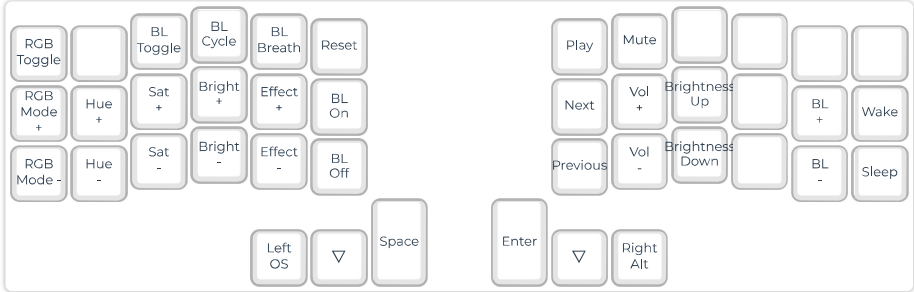 RGB
Toggle
BL
Toggle
BL
Cycle
BL
Breath
Reset
Play
Mute
RGB
Mode
+
Hue
+
Sat
+
Bright
+
Effect
+
BL
On
Next
Vol
+
Brightness
Up
BL
+
Wake
RGB
Mode -
Hue
-
Sat
-
Bright
-
Effect
-
BL
Off
Previous
Vol
-
Brightness
Down
BL
-
Sleep
Left
OS
▽
Space
Enter
▽
Right
Alt